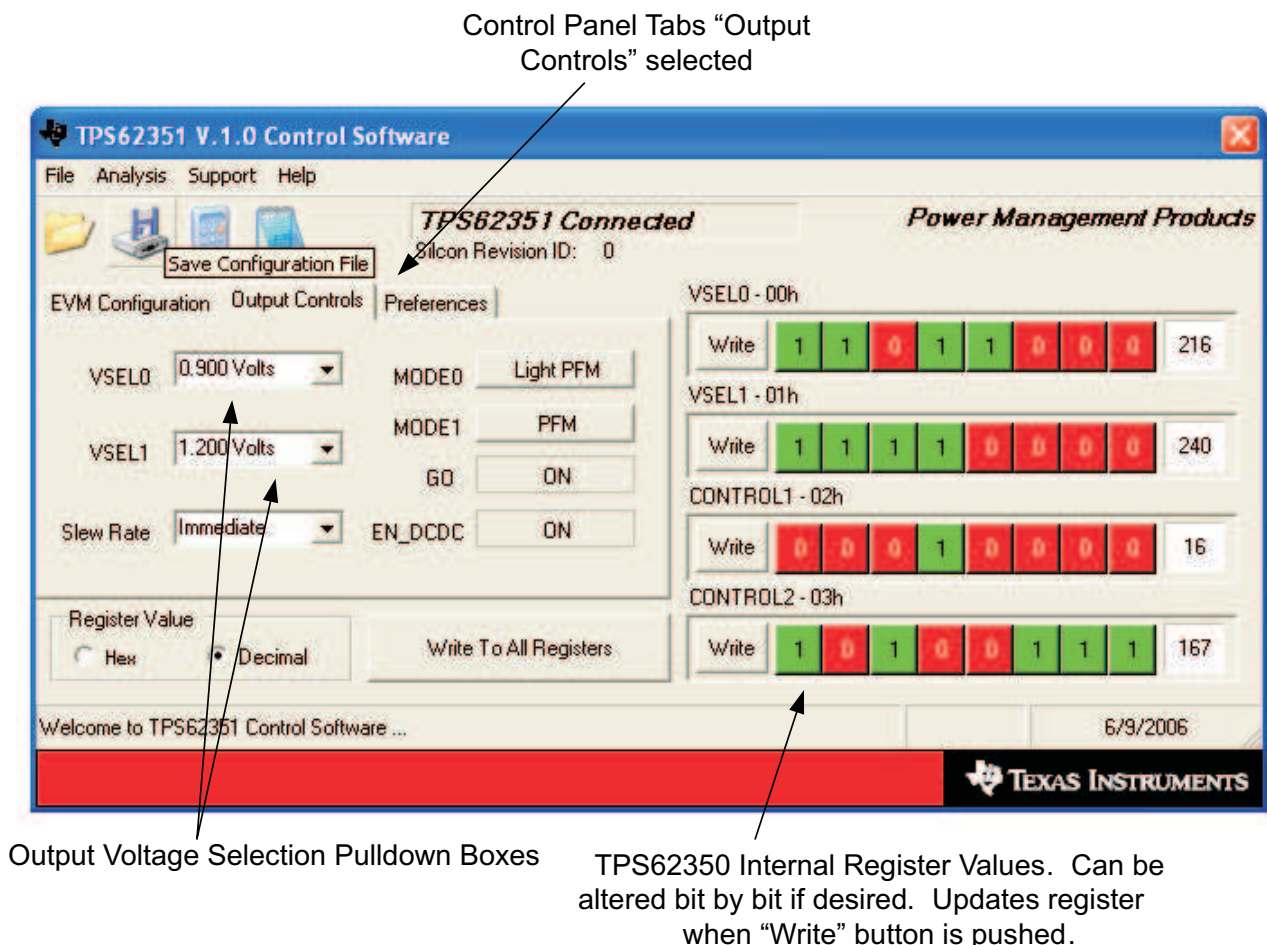 Control Panel Tabs “Output
Controls” selected
TPS62351 V.1.0 Control Software
File Analysis Support Help
TPS62351 Connected
Power Management Products
Silcon Revision ID: 0
Save Configuration File
EVM Configuration Output Controls Preferences
VSEL0 0.900 Volts
VSEL1 1.200 Volts
Slew Rate Immediate
MODE0 Light PFM
MODE1 PFM
GO ON
EN_DCDC ON
VSEL0 - 00h
Write 1 1 0 1 1 0 0 0 216
VSEL1 - 01h
Write 1 1 1 1 0 0 0 0 240
CONTROL1 - 02h
Write 0 0 0 1 0 0 0 0 16
CONTROL2 - 03h
Write 1 0 1 0 0 1 1 1 167
Register Value
Hex Decimal
Write To All Registers
Welcome to TPS62351 Control Software ...
6/9/2006
TEXAS INSTRUMENTS
Output Voltage Selection Pulldown Boxes
TPS62350 Internal Register Values. Can be
altered bit by bit if desired. Updates register
when “Write” button is pushed.